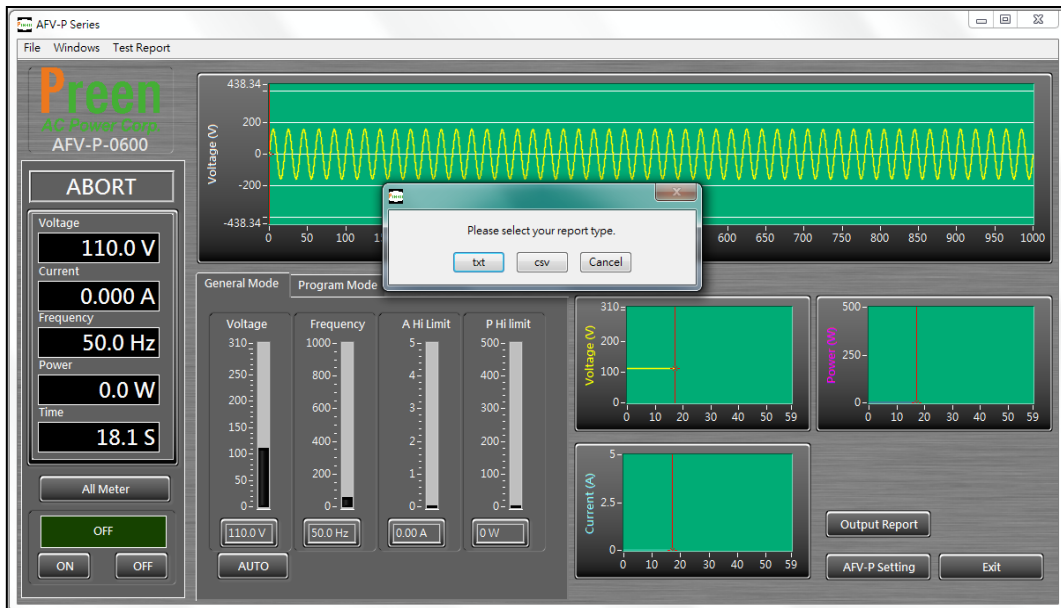 AFV-P Series
File Windows Test Report
Preen
AC Power Corp.
AFV-P-0600
ABORT
Voltage
110.0 V
Current
0.000 A
Frequency
50.0 Hz
Power
0.0 W
Time
18.1 S
All Meter
OFF
ON OFF
Voltage (V)
438.34
200
0
-200
-438.34
0 50 100 1 600 650 700 750 800 850 900 950 1000
Preen
Please select your report type.
txt csv Cancel
General Mode Program Mode
Voltage Frequency A Hi Limit P Hi limit
310 1000 5 500
250 800 4 400
200
600 3 300
150
400 2 200
100
200 1 100
50
0 0 0 0
110.0 V 50.0 Hz 0.00 A 0 W
AUTO
Voltage (V)
310
200
100
0
0 10 20 30 40 50 59
Power (W)
500
250
0
0 10 20 30 40 50 59
Current (A)
5
2.5
0
0 10 20 30 40 50 59
Output Report
AFV-P Setting Exit